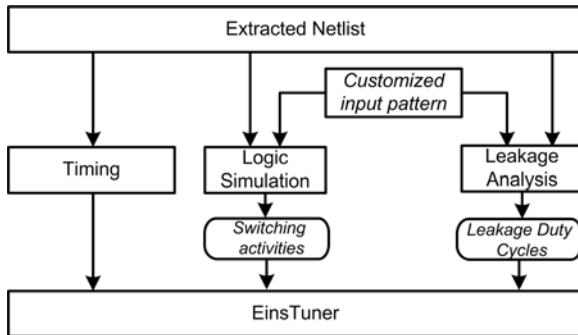 Extracted Netlist
Customized
input pattern
Timing
Logic
Simulation
Leakage
Analysis
Switching
activities
Leakage Duty
Cycles
EinsTuner